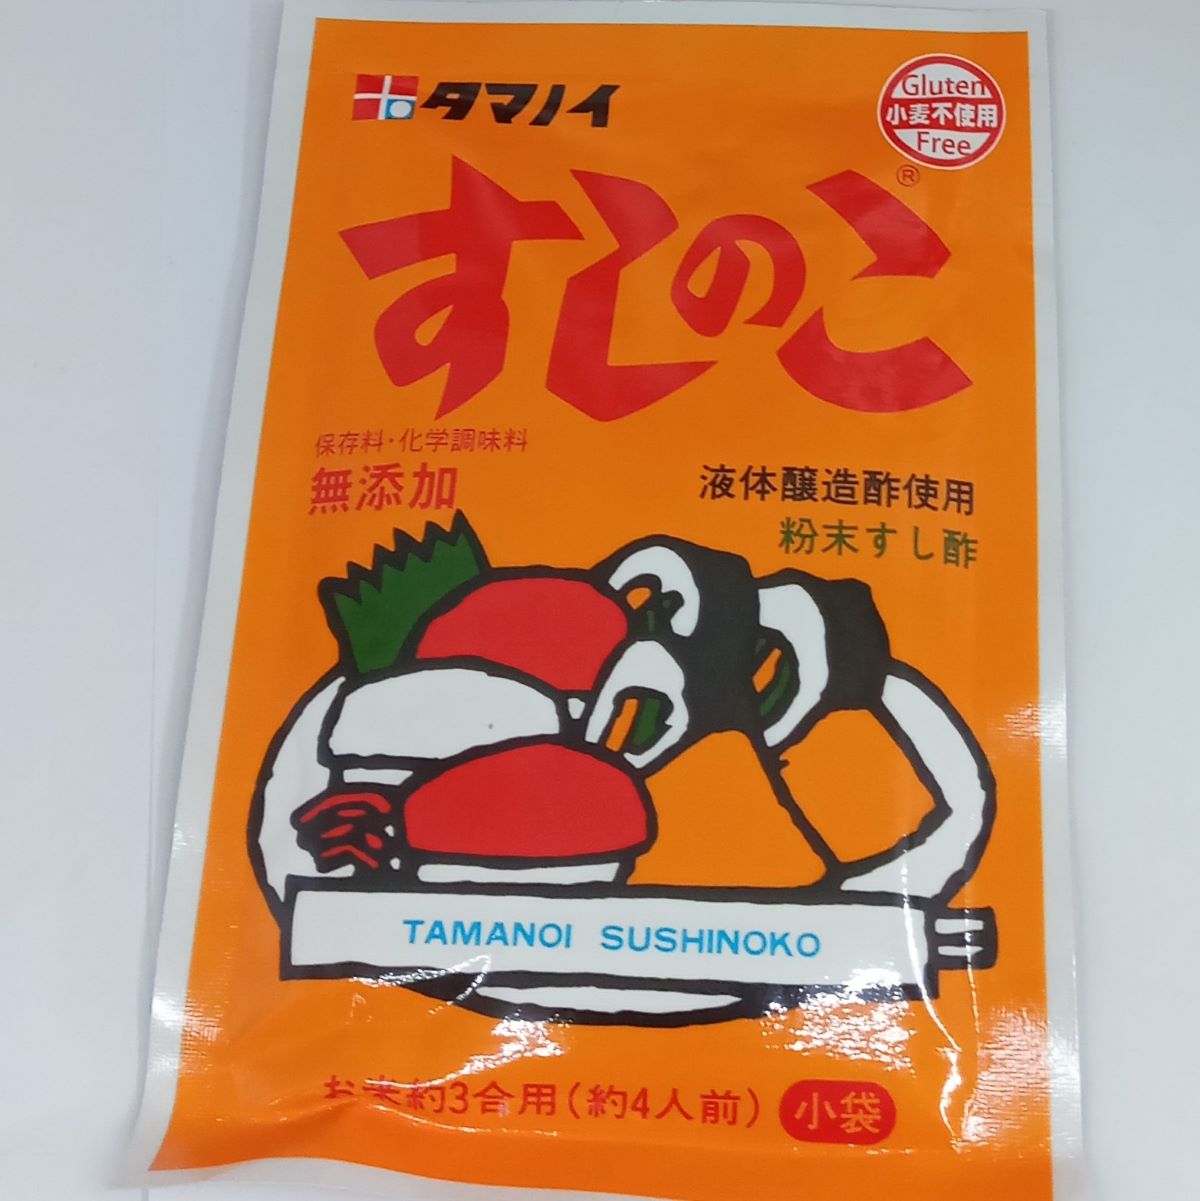 タマノイ
Gluten
小麦不使用
Free
すしのこ®
保存料・化学調味料
無添加
液体醸造酢使用
粉末すし酢
TAMANOI SUSHINOKO
お米約3合用(約4人前) 小袋